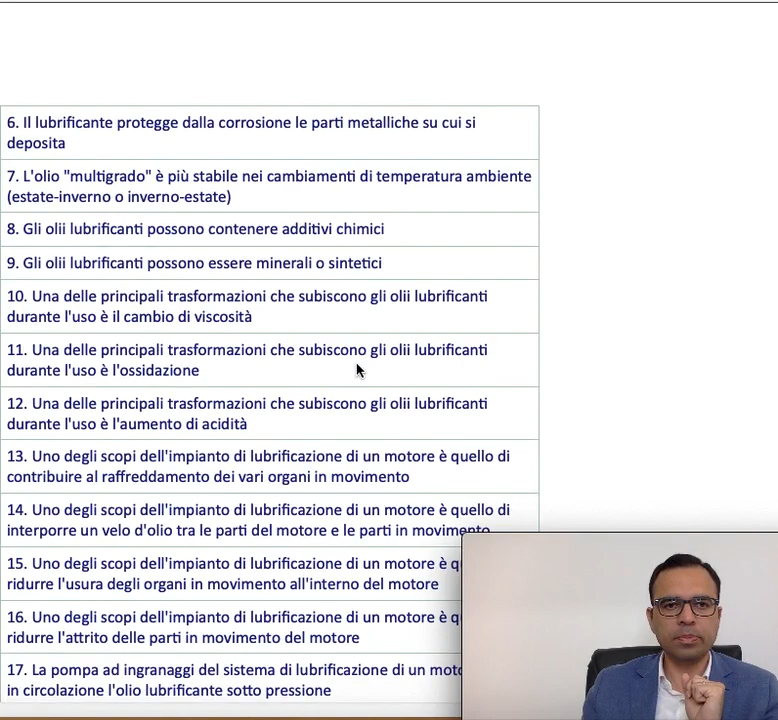 6. Il lubrificante protegge dalla corrosione le parti metalliche su cui si
deposita
7. L'olio "multigrado" è più stabile nei cambiamenti di temperatura ambiente
(estate-inverno o inverno-estate)
8. Gli olii lubrificanti possono contenere additivi chimici
9. Gli olii lubrificanti possono essere minerali o sintetici
10. Una delle principali trasformazioni che subiscono gli olii lubrificanti
durante l'uso è il cambio di viscosità
11. Una delle principali trasformazioni che subiscono gli olii lubrificanti
durante l'uso è l'ossidazione
12. Una delle principali trasformazioni che subiscono gli olii lubrificanti
durante l'uso è l'aumento di acidità
13. Uno degli scopi dell'impianto di lubrificazione di un motore è quello di
contribuire al raffreddamento dei vari organi in movimento
14. Uno degli scopi dell'impianto di lubrificazione di un motore è quello di
interporre un velo d'olio tra le parti del motore e le parti in movimento
15. Uno degli scopi dell'impianto di lubrificazione di un motore è
ridurre l'usura degli organi in movimento all'interno del motore
16. Uno degli scopi dell'impianto di lubrificazione di un motore è
ridurre l'attrito delle parti in movimento del motore
17. La pompa ad ingranaggi del sistema di lubrificazione di un
in circolazione l'olio lubrificante sotto pressione